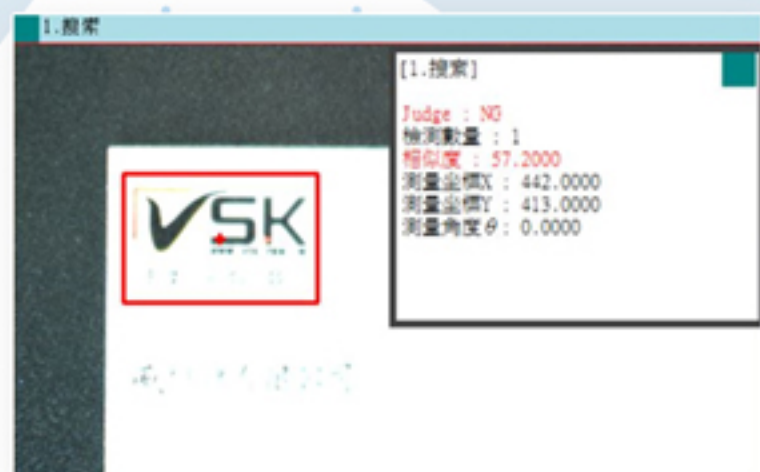 1.搜索
[1.搜索]
Judge : NG
檢測數量 : 1
相似度 : 57.2000
測量坐標X : 442.0000
測量坐標Y : 413.0000
測量角度θ : 0.0000
VSK